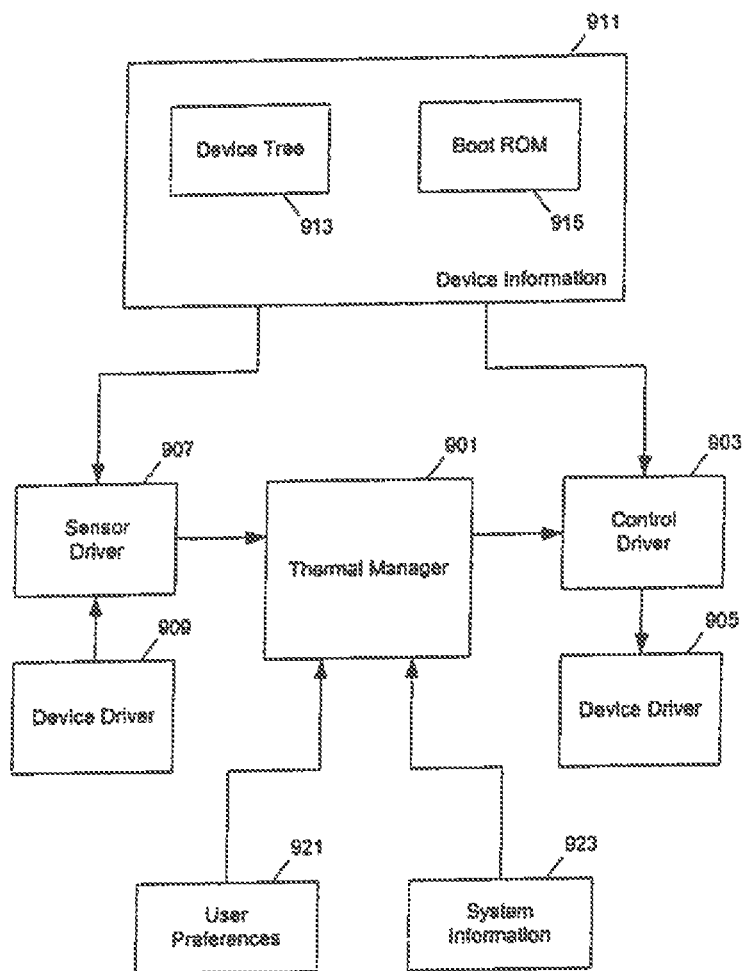 911
Device Tree
Boot ROM
913
915
Device Information
907
901
903
Sensor
Driver
Thermal Manager
Control
Driver
909
905
Device Driver
Device Driver
921
923
User
Preferences
System
Information